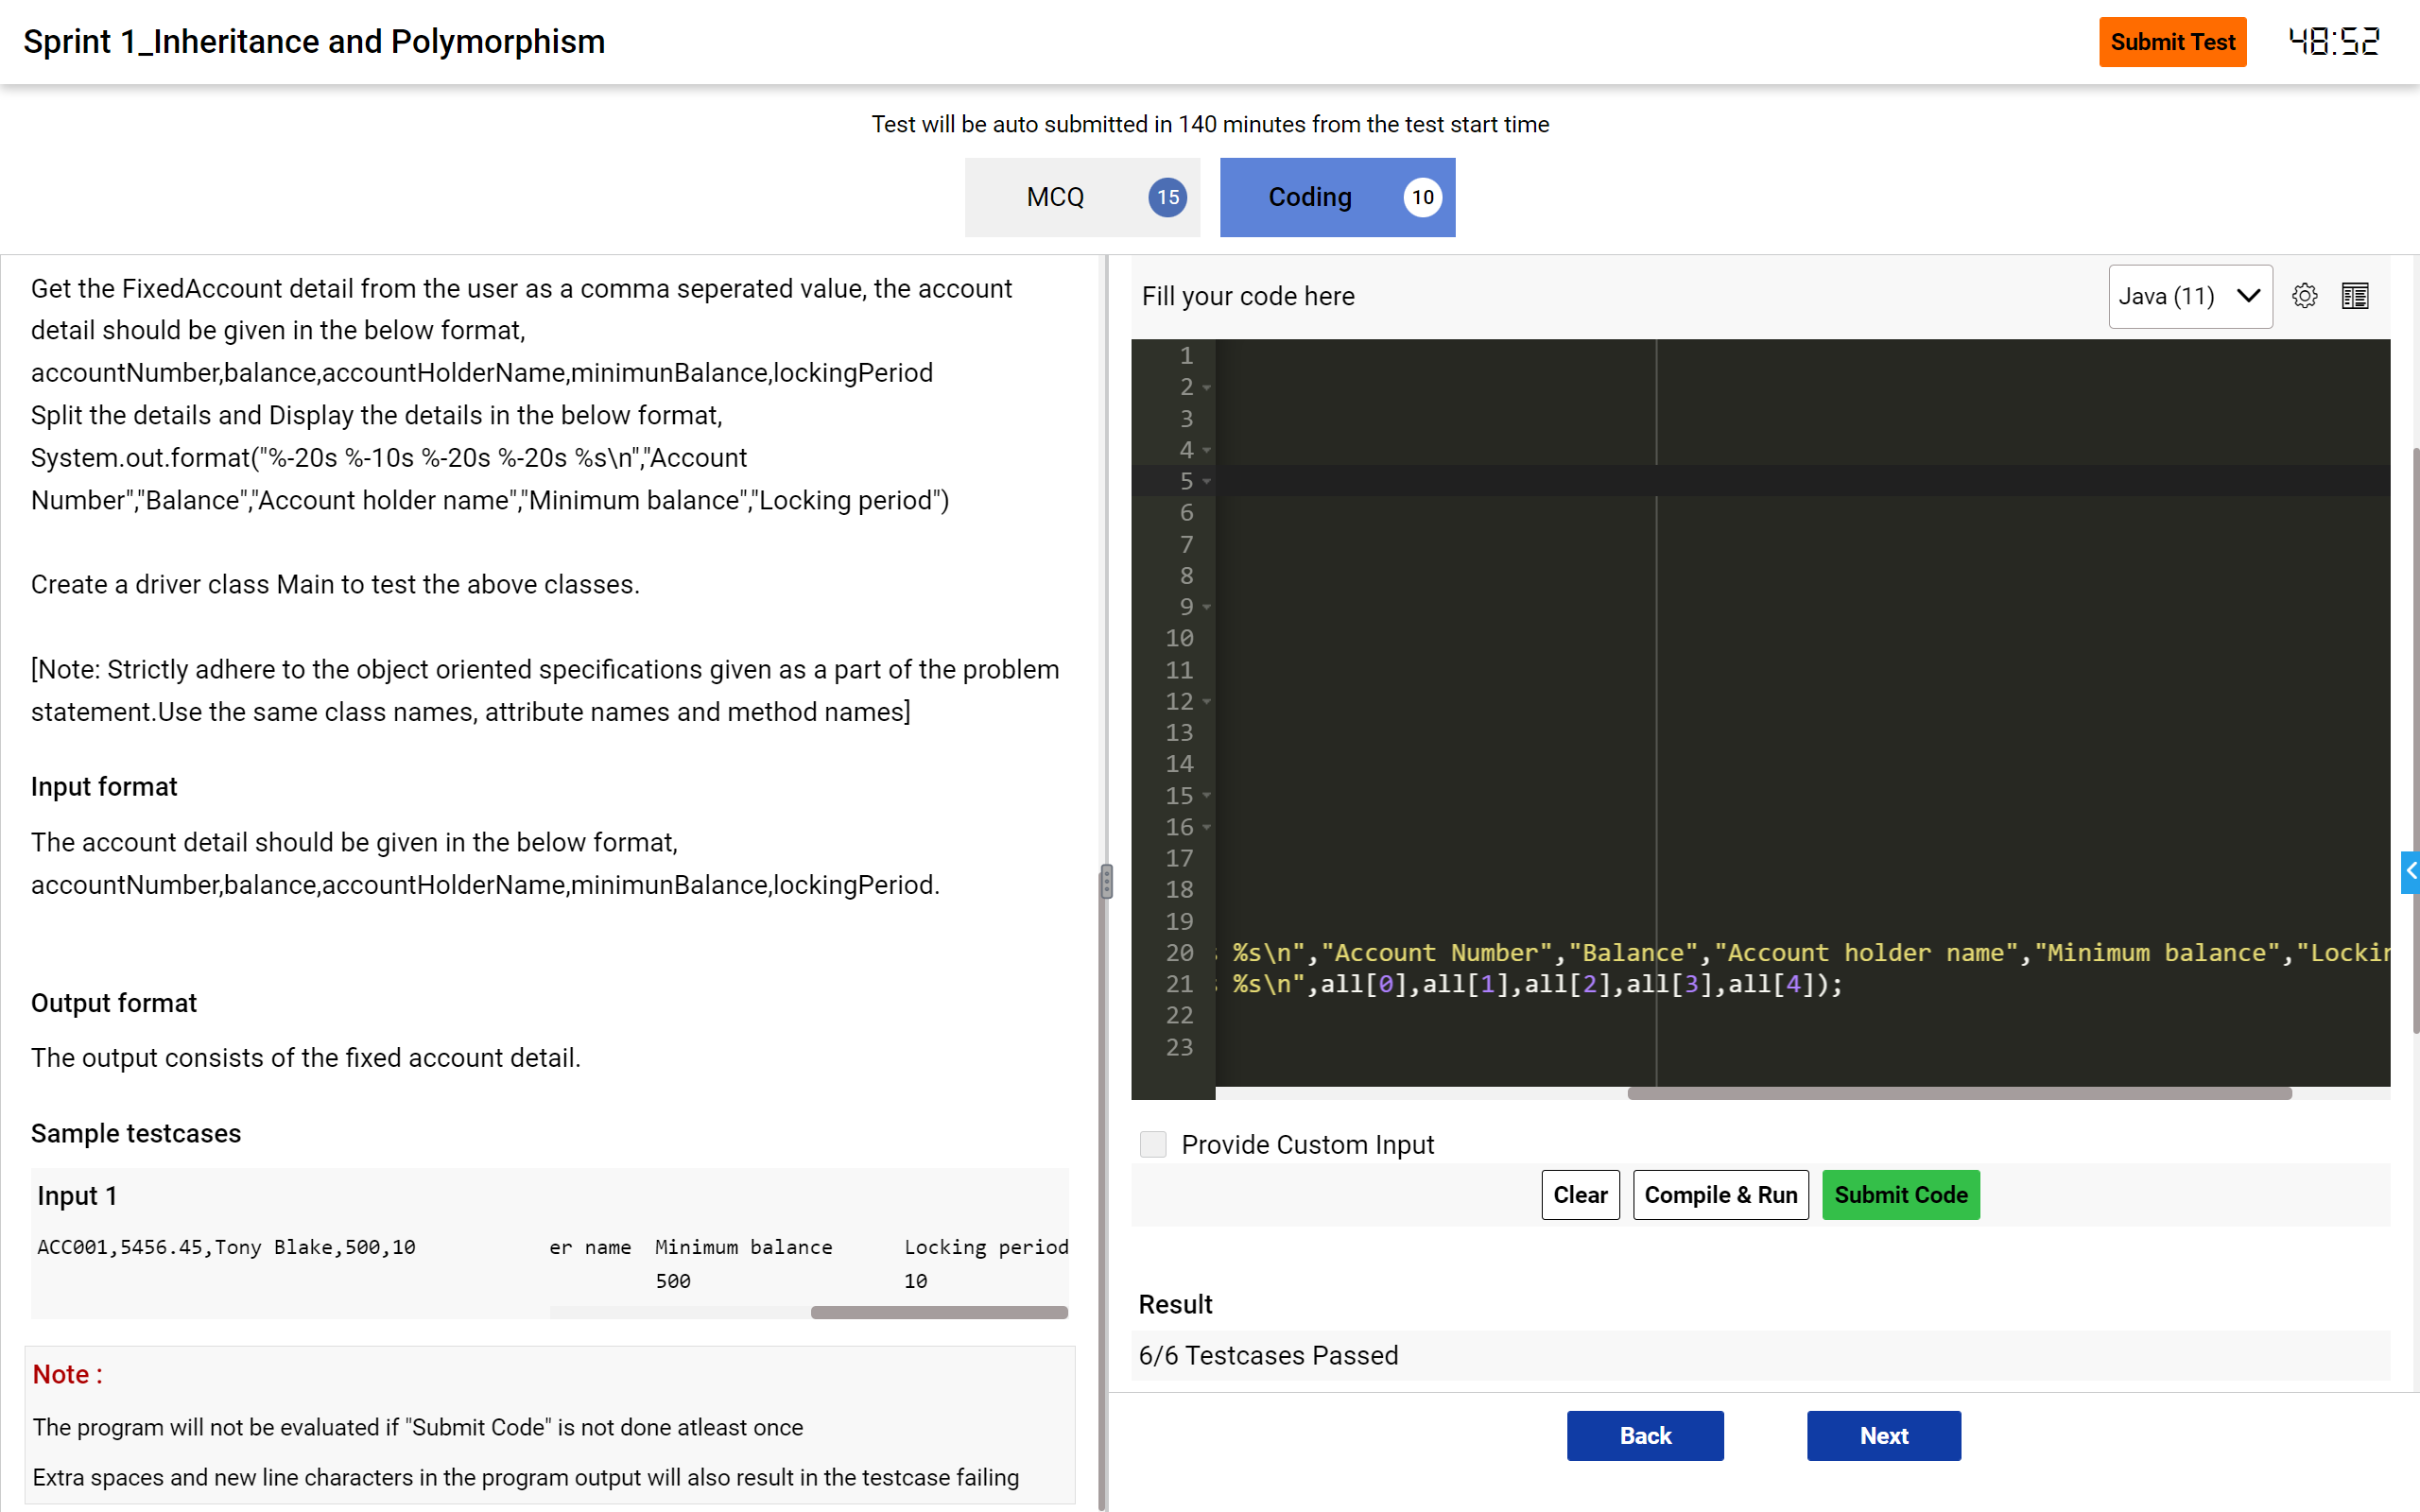 Sprint 1_Inheritance and Polymorphism
Submit Test
48:52
Test will be auto submitted in 140 minutes from the test start time
MCQ 15
Coding 10
Get the FixedAccount detail from the user as a comma seperated value, the account
detail should be given in the below format,
accountNumber,balance,accountHolderName,minimunBalance,lockingPeriod
Split the details and Display the details in the below format,
System.out.format("%-20s %-10s %-20s %-20s %s\n","Account
Number","Balance","Account holder name","Minimum balance","Locking period")
Create a driver class Main to test the above classes.
[Note: Strictly adhere to the object oriented specifications given as a part of the problem
statement.Use the same class names, attribute names and method names]
Input format
The account detail should be given in the below format,
accountNumber,balance,accountHolderName,minimunBalance,lockingPeriod.
Output format
The output consists of the fixed account detail.
Sample testcases
Input 1
ACC001,5456.45,Tony Blake,500,10
er name Minimum balance Locking period
500 10
Note :
The program will not be evaluated if "Submit Code" is not done atleast once
Extra spaces and new line characters in the program output will also result in the testcase failing
Fill your code here
Java (11)
1
2
3
4
5
6
7
8
9
10
11
12
13
14
15
16
17
18
19
20 %s\n","Account Number","Balance","Account holder name","Minimum balance","Lockin
21 %s\n",all[0],all[1],all[2],all[3],all[4]);
22
23
Provide Custom Input
Clear
Compile & Run
Submit Code
Result
6/6 Testcases Passed
Back
Next